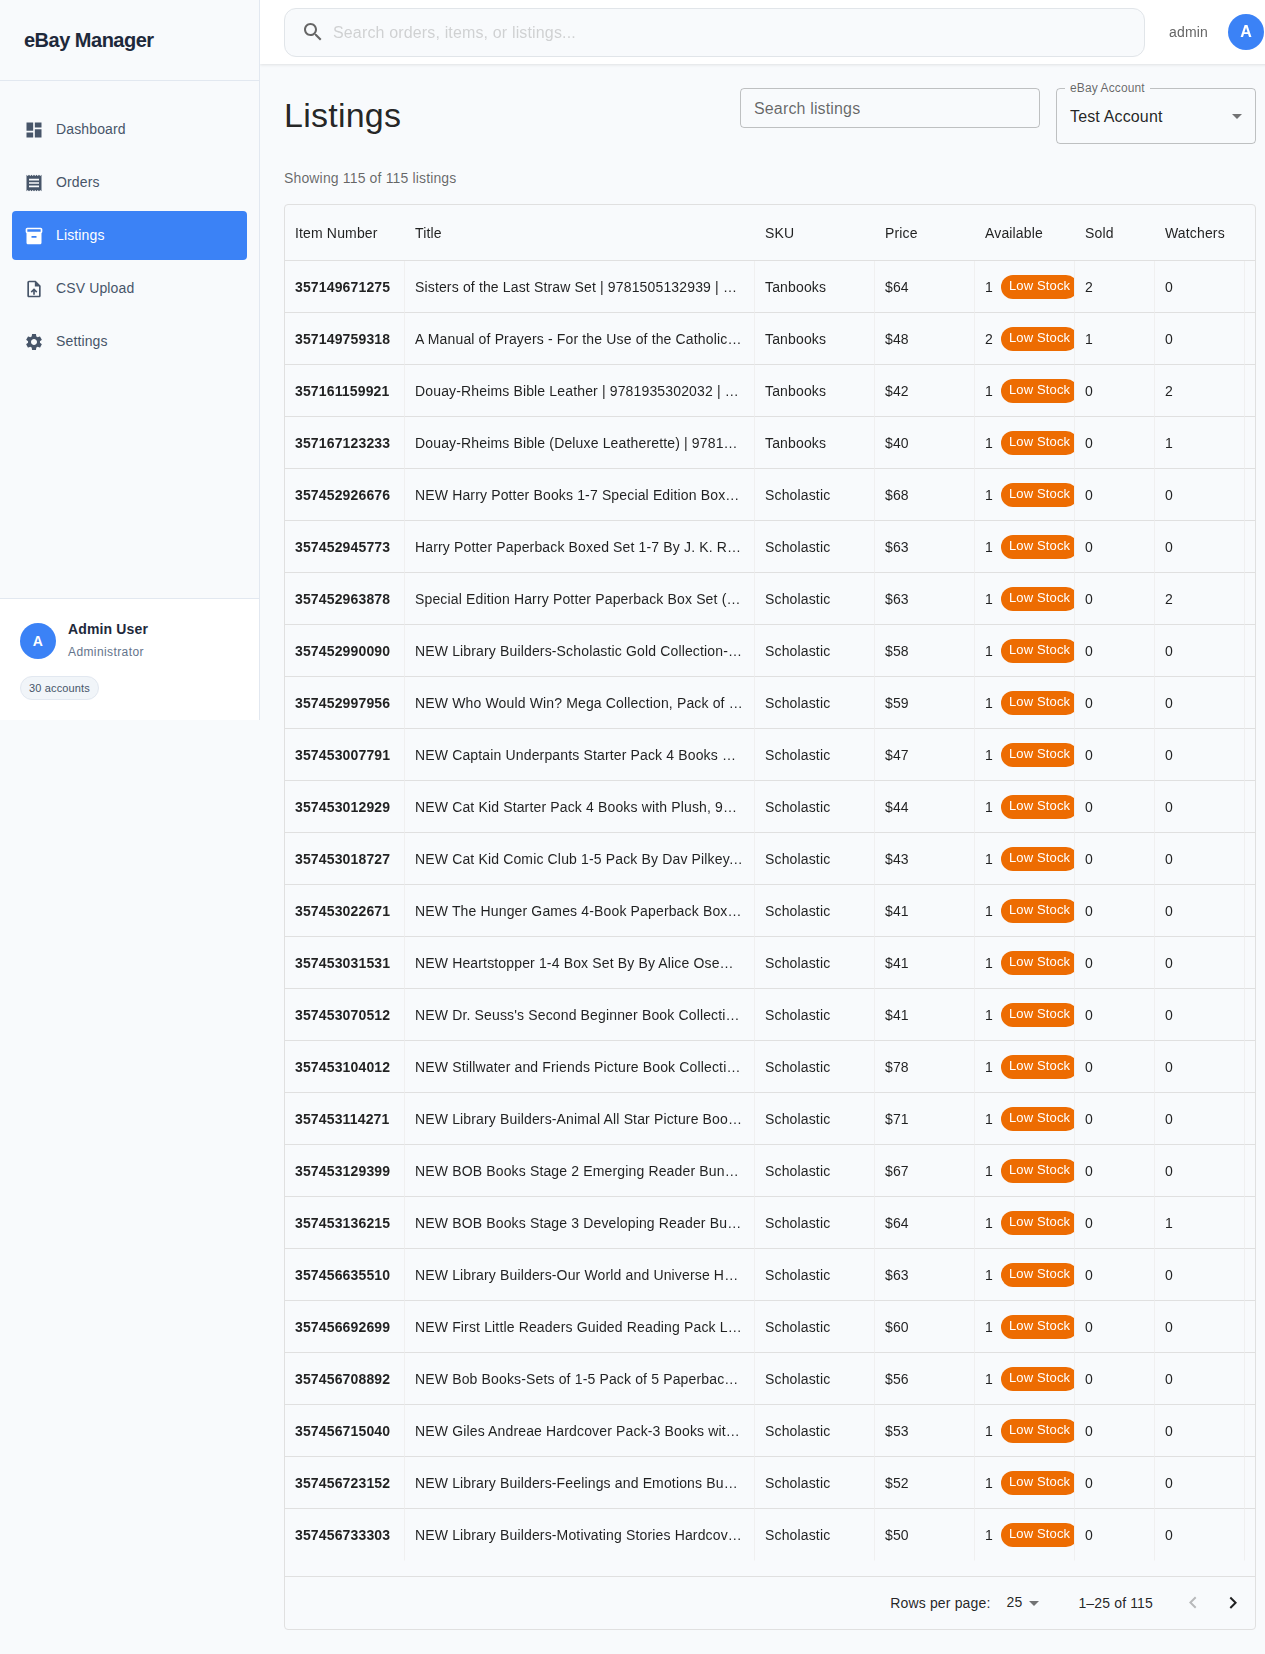 eBay Manager
Search orders, items, or listings...
admin
A
Dashboard
Orders
Listings
CSV Upload
Settings
A
Admin User
Administrator
30 accounts
Listings
Search listings
eBay Account
Test Account
Showing 115 of 115 listings
Item Number Title SKU Price Available Sold Watchers
357149671275 Sisters of the Last Straw Set | 9781505132939 | … Tanbooks $64 1 Low Stock 2 0
357149759318 A Manual of Prayers - For the Use of the Catholic… Tanbooks $48 2 Low Stock 1 0
357161159921 Douay-Rheims Bible Leather | 9781935302032 | … Tanbooks $42 1 Low Stock 0 2
357167123233 Douay-Rheims Bible (Deluxe Leatherette) | 9781… Tanbooks $40 1 Low Stock 0 1
357452926676 NEW Harry Potter Books 1-7 Special Edition Box… Scholastic $68 1 Low Stock 0 0
357452945773 Harry Potter Paperback Boxed Set 1-7 By J. K. R… Scholastic $63 1 Low Stock 0 0
357452963878 Special Edition Harry Potter Paperback Box Set (… Scholastic $63 1 Low Stock 0 2
357452990090 NEW Library Builders-Scholastic Gold Collection-… Scholastic $58 1 Low Stock 0 0
357452997956 NEW Who Would Win? Mega Collection, Pack of … Scholastic $59 1 Low Stock 0 0
357453007791 NEW Captain Underpants Starter Pack 4 Books … Scholastic $47 1 Low Stock 0 0
357453012929 NEW Cat Kid Starter Pack 4 Books with Plush, 9… Scholastic $44 1 Low Stock 0 0
357453018727 NEW Cat Kid Comic Club 1-5 Pack By Dav Pilkey… Scholastic $43 1 Low Stock 0 0
357453022671 NEW The Hunger Games 4-Book Paperback Box… Scholastic $41 1 Low Stock 0 0
357453031531 NEW Heartstopper 1-4 Box Set By By Alice Ose… Scholastic $41 1 Low Stock 0 0
357453070512 NEW Dr. Seuss's Second Beginner Book Collecti… Scholastic $41 1 Low Stock 0 0
357453104012 NEW Stillwater and Friends Picture Book Collecti… Scholastic $78 1 Low Stock 0 0
357453114271 NEW Library Builders-Animal All Star Picture Boo… Scholastic $71 1 Low Stock 0 0
357453129399 NEW BOB Books Stage 2 Emerging Reader Bun… Scholastic $67 1 Low Stock 0 0
357453136215 NEW BOB Books Stage 3 Developing Reader Bu… Scholastic $64 1 Low Stock 0 1
357456635510 NEW Library Builders-Our World and Universe H… Scholastic $63 1 Low Stock 0 0
357456692699 NEW First Little Readers Guided Reading Pack L… Scholastic $60 1 Low Stock 0 0
357456708892 NEW Bob Books-Sets of 1-5 Pack of 5 Paperbac… Scholastic $56 1 Low Stock 0 0
357456715040 NEW Giles Andreae Hardcover Pack-3 Books wit… Scholastic $53 1 Low Stock 0 0
357456723152 NEW Library Builders-Feelings and Emotions Bu… Scholastic $52 1 Low Stock 0 0
357456733303 NEW Library Builders-Motivating Stories Hardcov… Scholastic $50 1 Low Stock 0 0
Rows per page: 25 1–25 of 115